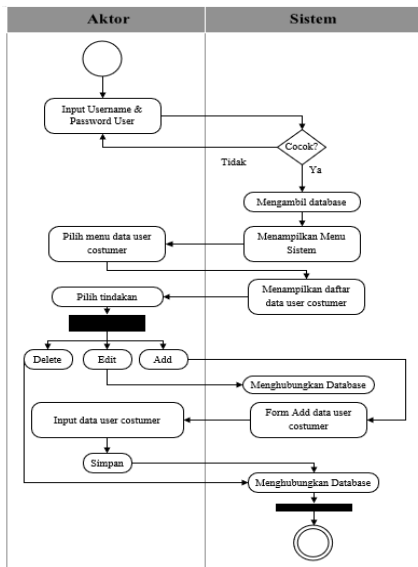 Aktor
Sistem
Input Username &
Password User
Cocok?
Tidak
Ya
Mengambil database
Pilih menu data user
costumer
Menampilkan Menu
Sistem
Menampilkan daftar
data user costumer
Pilih tindakan
Delete
Edit
Add
Menghubungkan Database
Input data user costumer
Form Add data user
costumer
Simpan
Menghubungkan Database